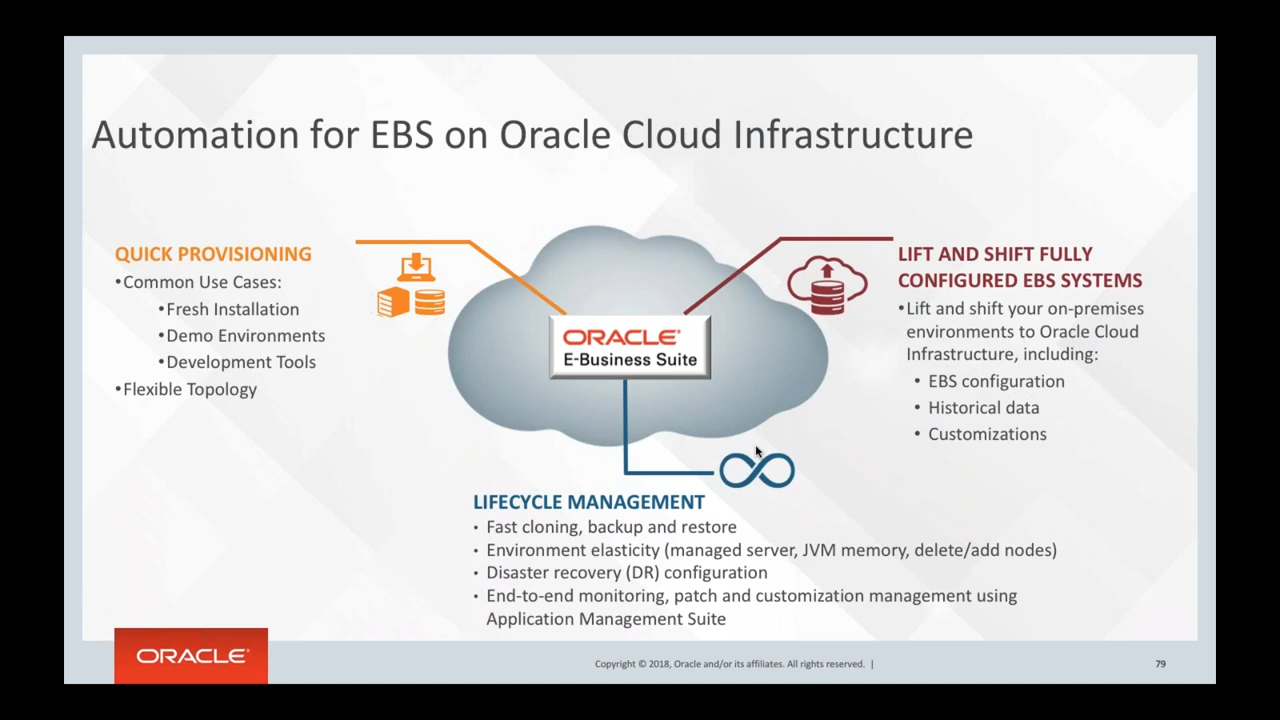 Automation for EBS on Oracle Cloud Infrastructure
QUICK PROVISIONING
•Common Use Cases:
•Fresh Installation
•Demo Environments
•Development Tools
•Flexible Topology
ORACLE®
E-Business Suite
LIFT AND SHIFT FULLY
CONFIGURED EBS SYSTEMS
•Lift and shift your on-premises
environments to Oracle Cloud
Infrastructure, including:
• EBS configuration
• Historical data
• Customizations
LIFECYCLE MANAGEMENT
• Fast cloning, backup and restore
• Environment elasticity (managed server, JVM memory, delete/add nodes)
• Disaster recovery (DR) configuration
• End-to-end monitoring, patch and customization management using
Application Management Suite
ORACLE®
Copyright © 2018, Oracle and/or its affiliates. All rights reserved. |
79